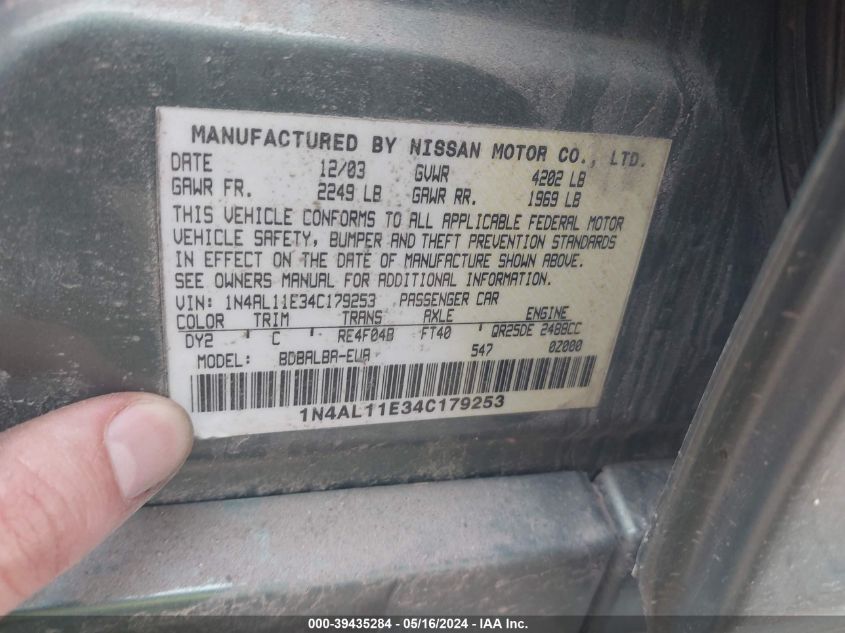 MANUFACTURED BY NISSAN MOTOR CO., LTD.
DATE 12/03 GVWR 4202 LB
GAWR FR. 2249 LB GAWR RR. 1969 LB
THIS VEHICLE CONFORMS TO ALL APPLICABLE FEDERAL MOTOR
VEHICLE SAFETY, BUMPER AND THEFT PREVENTION STANDARDS
IN EFFECT ON THE DATE OF MANUFACTURE SHOWN ABOVE.
SEE OWNERS MANUAL FOR ADDITIONAL INFORMATION.
VIN: 1N4AL11E34C179253 PASSENGER CAR
COLOR TRIM TRANS AXLE ENGINE
DY2 C RE4F04B FT40 QR25DE 2488CC
MODEL: BDBALBA-EWA 547 0Z000
1N4AL11E34C179253
000-39435284 - 05/16/2024 - IAA Inc.